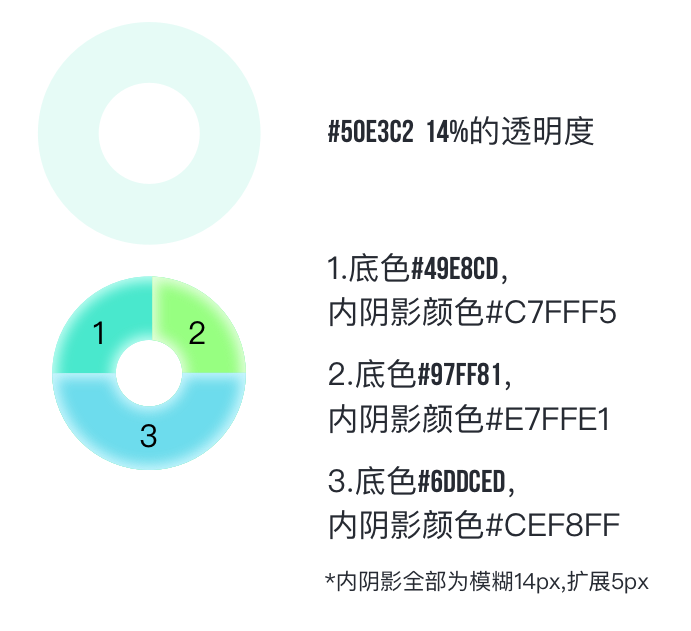 #50E3C2 14%的透明度
1.底色#49E8CD,
内阴影颜色#C7FFF5
1
2
2.底色#97FF81,
内阴影颜色#E7FFE1
3
3.底色#6DDCED,
内阴影颜色#CEF8FF
*内阴影全部为模糊14px,扩展5px